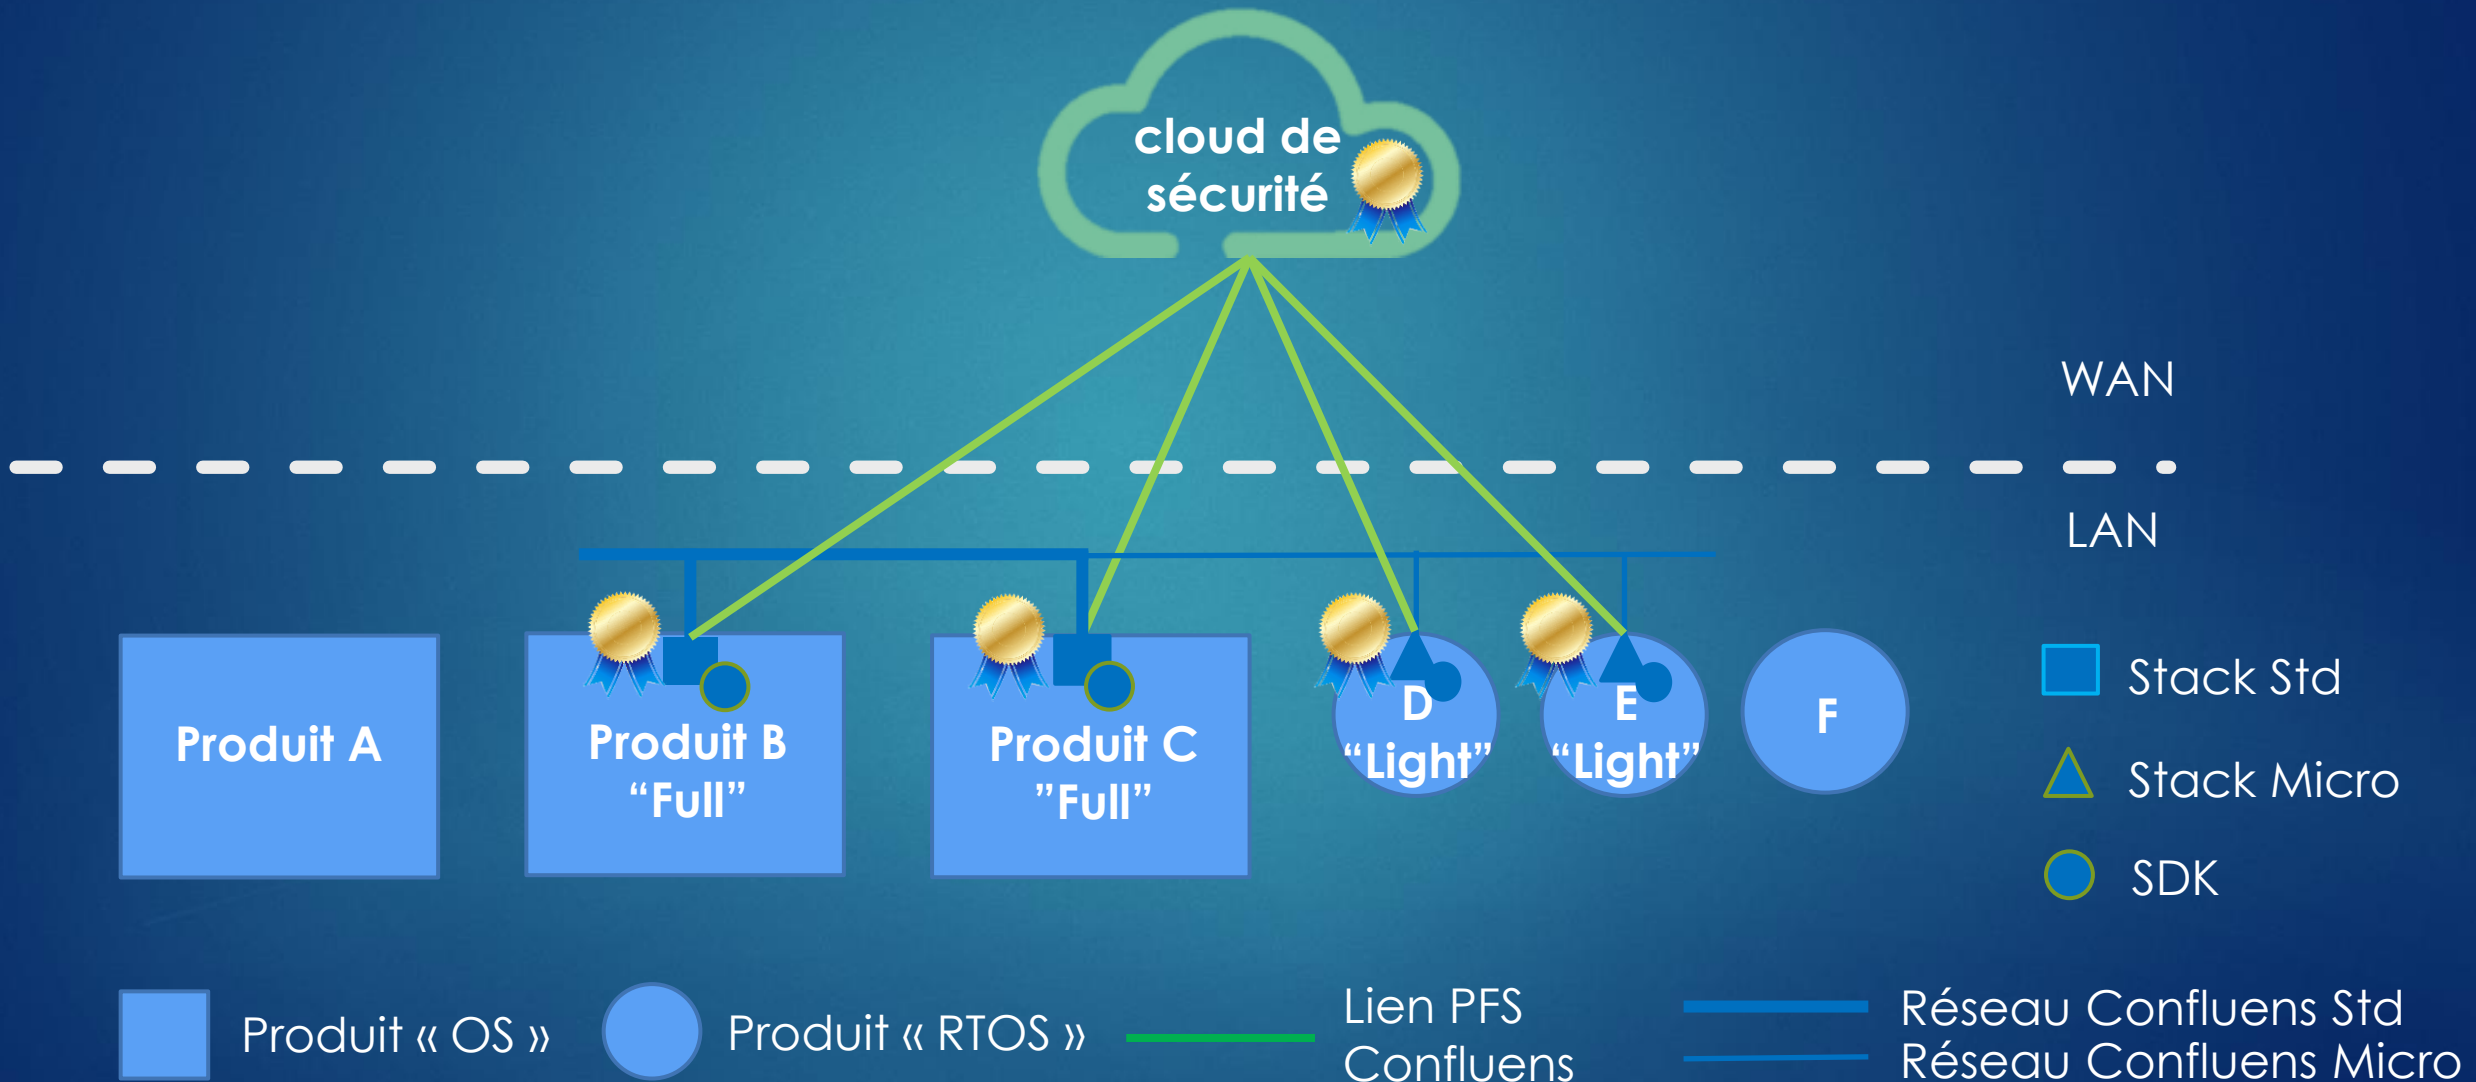 cloud de
sécurité
WAN
LAN
Produit A
Produit B
“Full”
Produit C
”Full”
D
“Light”
E
“Light”
F
Stack Std
Stack Micro
SDK
Produit « OS »
Produit « RTOS »
Lien PFS
Confluens
Réseau Confluens Std
Réseau Confluens Micro